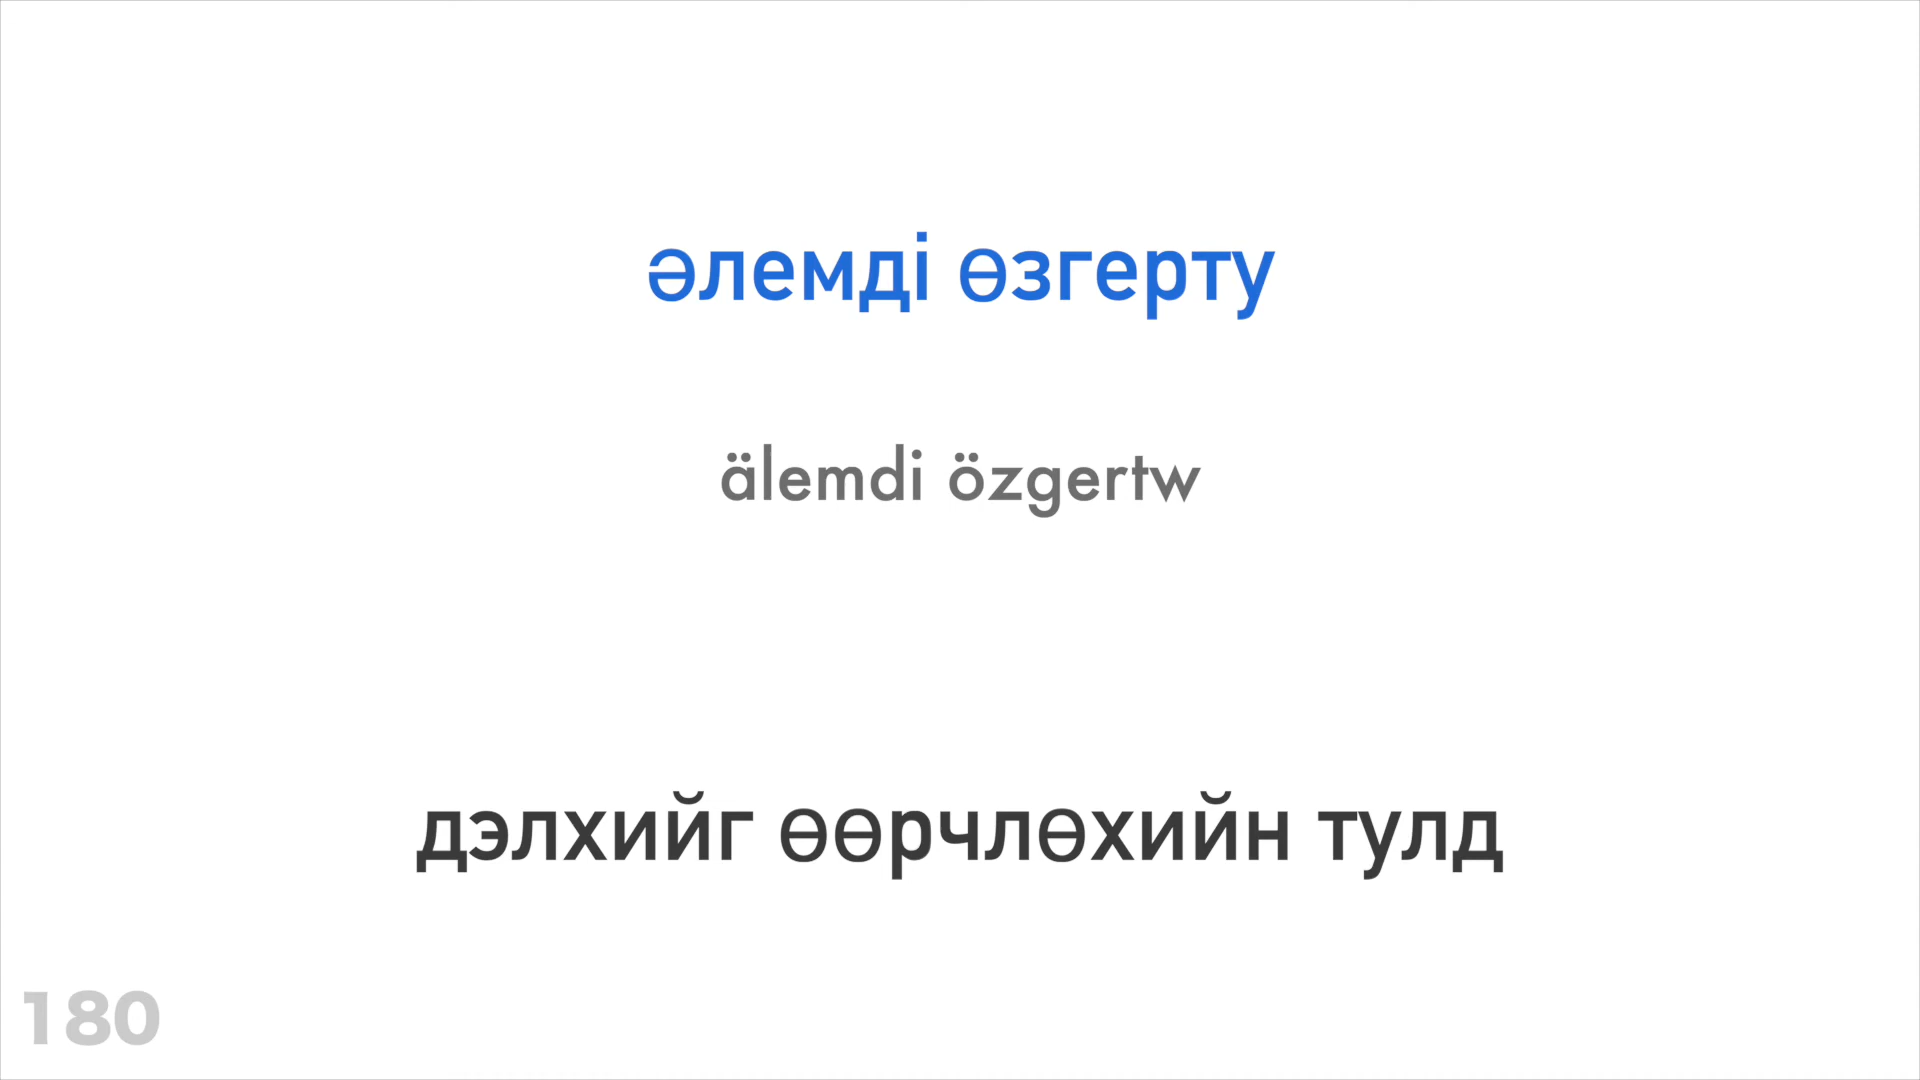 әлемді өзгерту
älemdi özgertw
дэлхийг өөрчлөхийн тулд
180